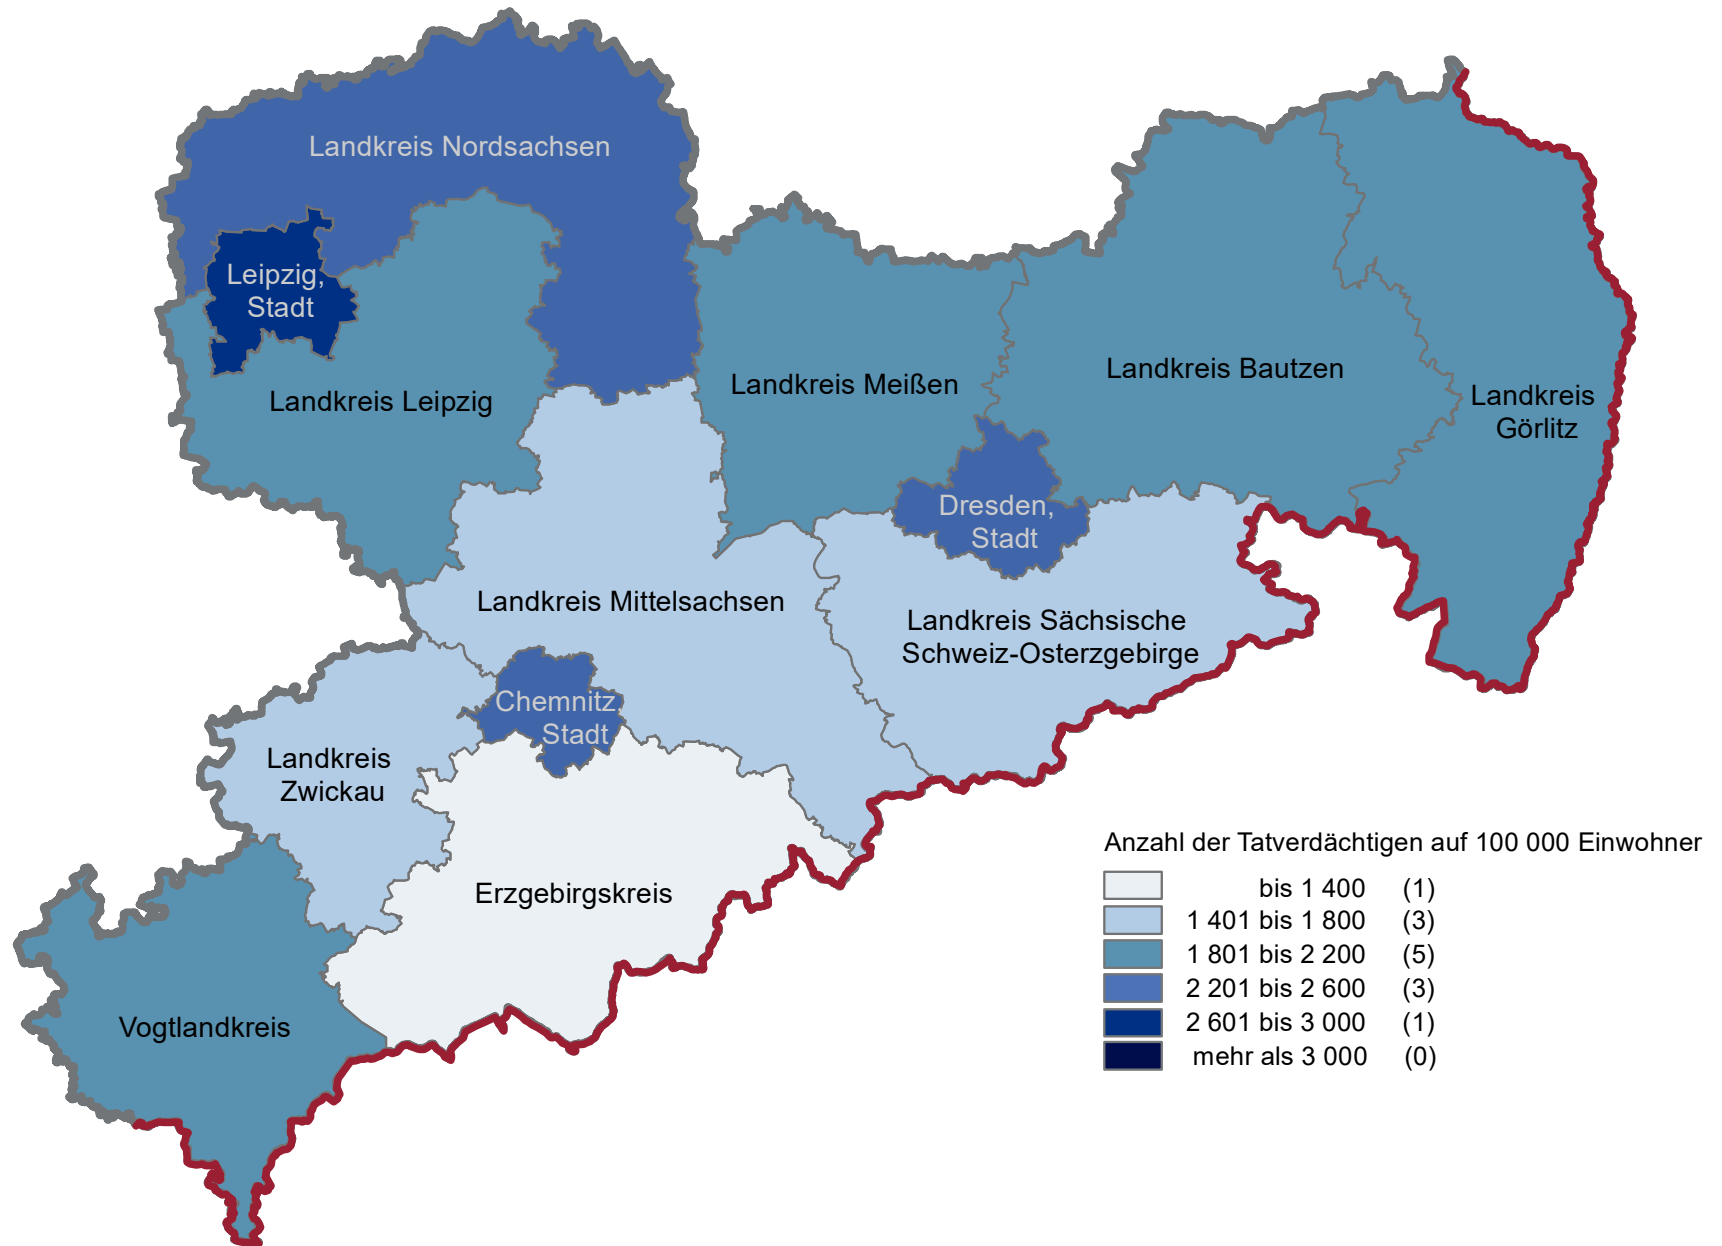 Landkreis Nordsachsen
Leipzig,
Stadt
Landkreis Leipzig
Landkreis Meißen
Landkreis Bautzen
Landkreis
Görlitz
Dresden,
Stadt
Landkreis Mittelsachsen
Landkreis Sächsische
Schweiz-Osterzgebirge
Chemnitz,
Stadt
Landkreis
Zwickau
Erzgebirgskreis
Vogtlandkreis
Anzahl der Tatverdächtigen auf 100 000 Einwohner
bis 1 400 (1)
1 401 bis 1 800 (3)
1 801 bis 2 200 (5)
2 201 bis 2 600 (3)
2 601 bis 3 000 (1)
mehr als 3 000 (0)